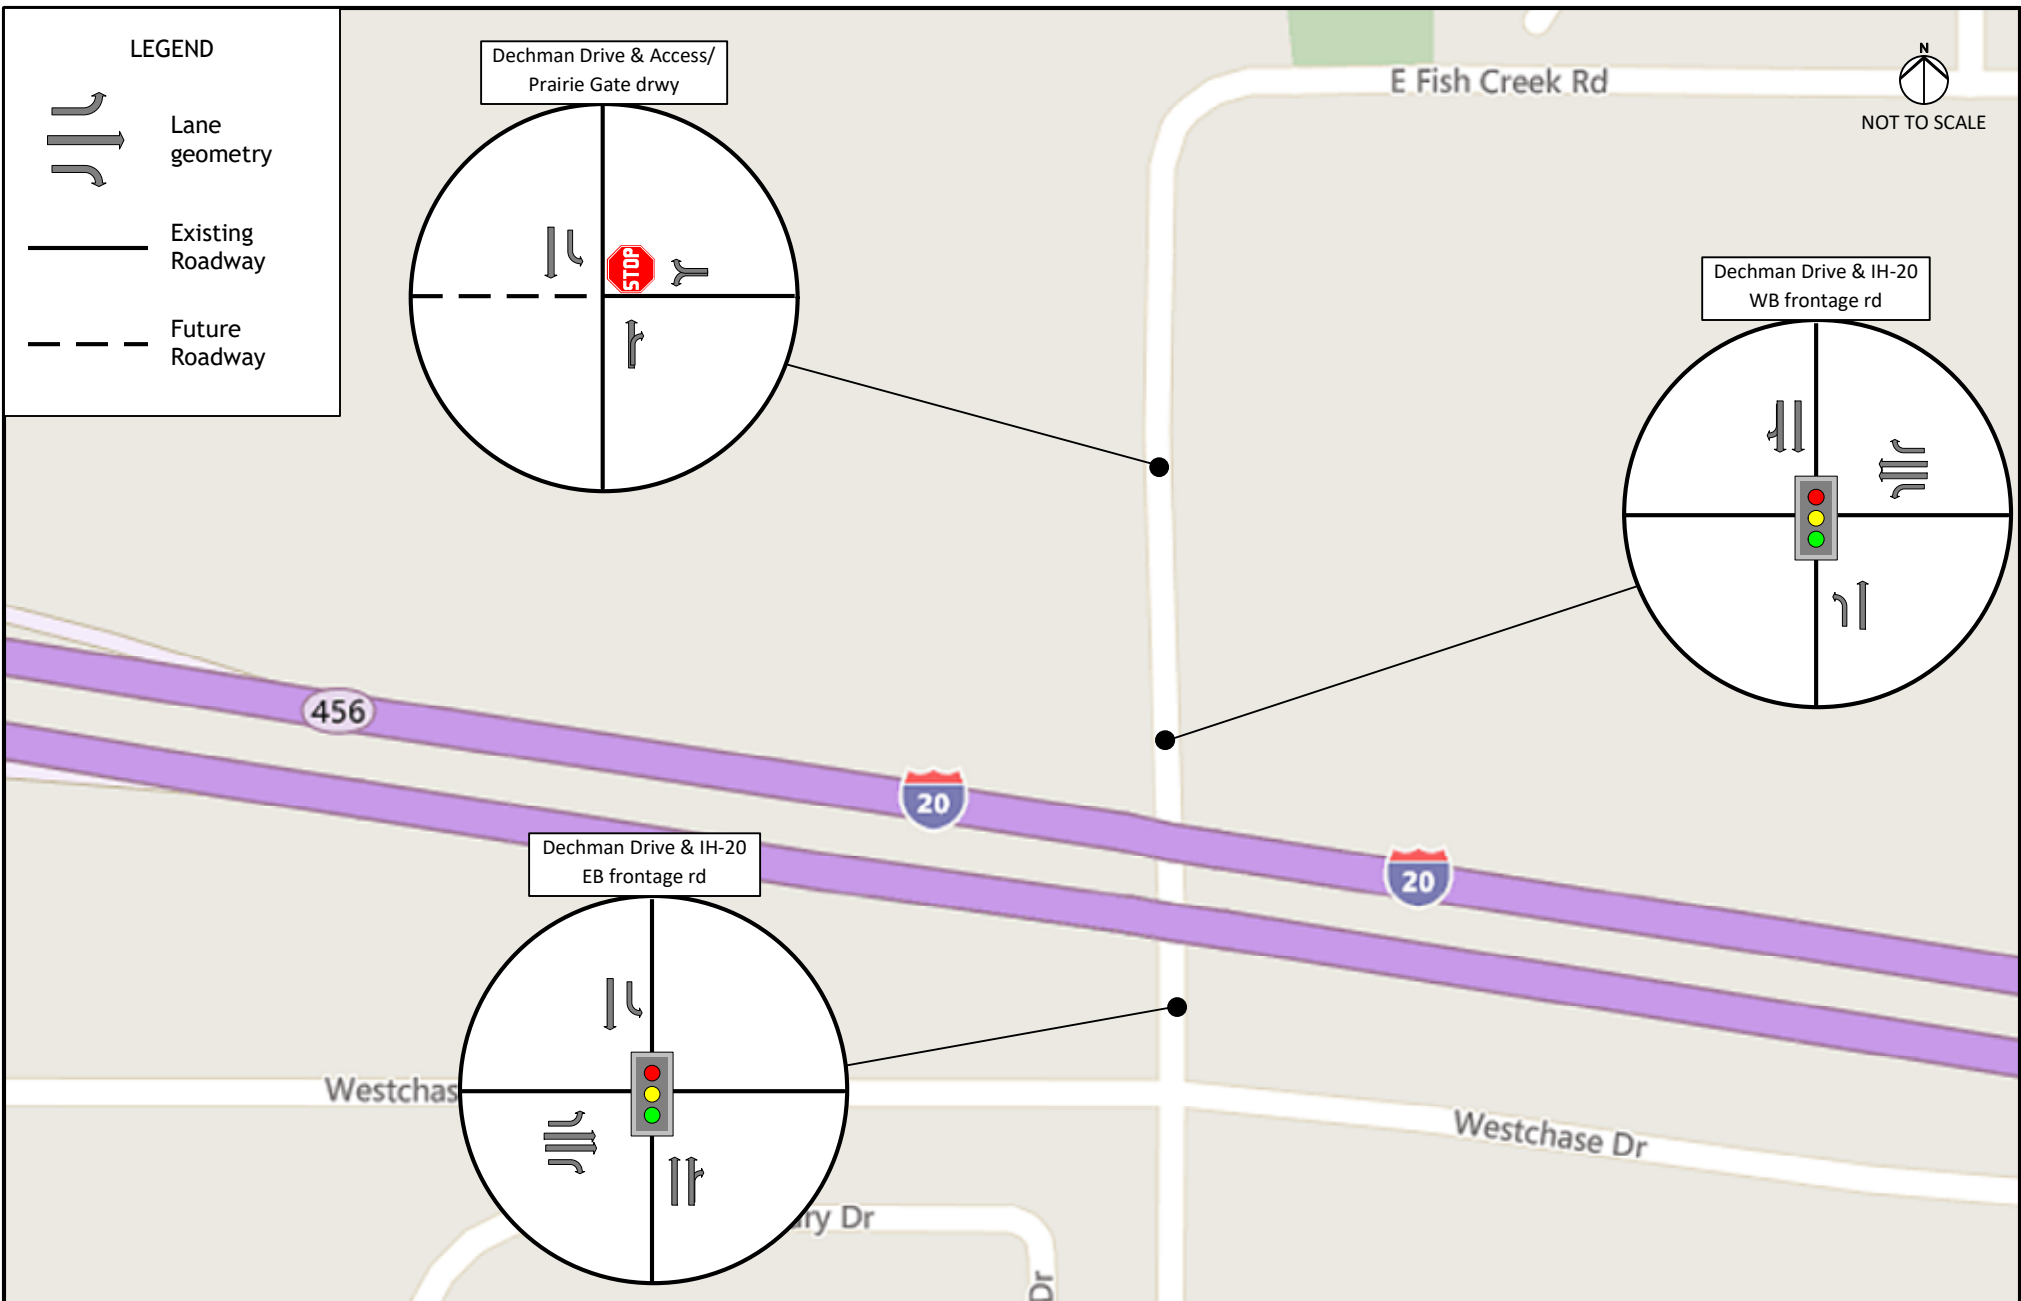 LEGEND
Lane
geometry
Existing
Roadway
Future
Roadway
Dechman Drive & Access/
Prairie Gate drwy
STOP
E Fish Creek Rd
N
NOT TO SCALE
Dechman Drive & IH-20
WB frontage rd
456
20
20
Dechman Drive & IH-20
EB frontage rd
Westchas
Westchase Dr
ry Dr
Dr